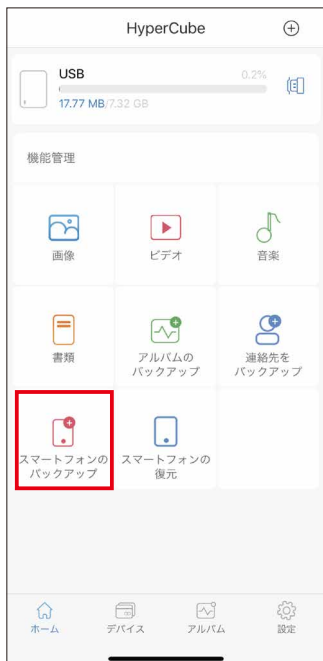 HyperCube
USB
0.2%
17.77 MB/7.32 GB
機能管理
画像
ビデオ
音楽
書類
アルバムの
バックアップ
連絡先を
バックアップ
スマートフォンの
バックアップ
スマートフォンの
復元
ホーム
デバイス
アルバム
設定